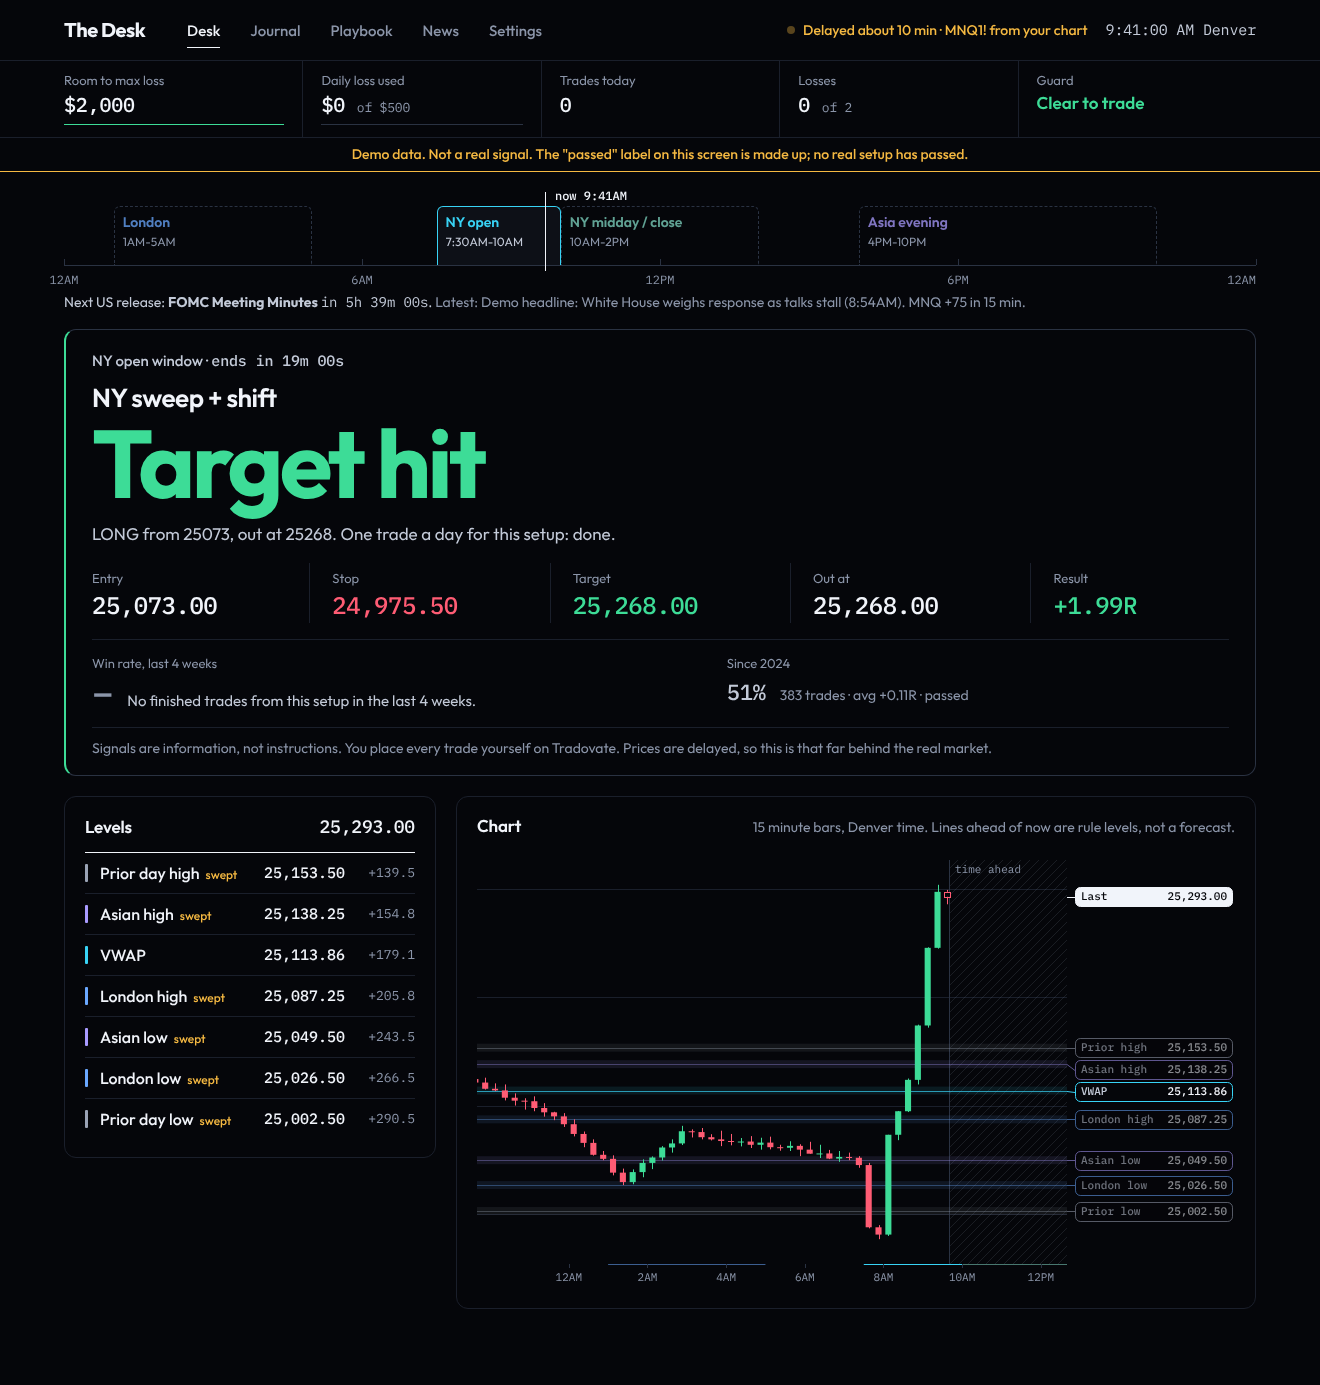 The Desk
Desk Journal Playbook News Settings
Delayed about 10 min · MNQ1! from your chart 9:41:00 AM Denver
Room to max loss
$2,000
Daily loss used
$0 of $500
Trades today
0
Losses
0 of 2
Guard
Clear to trade
Demo data. Not a real signal. The "passed" label on this screen is made up; no real setup has passed.
now 9:41AM
London
1AM-5AM
NY open
7:30AM-10AM
NY midday / close
10AM-2PM
Asia evening
4PM-10PM
12AM 6AM 12PM 6PM 12AM
Next US release: FOMC Meeting Minutes in 5h 39m 00s. Latest: Demo headline: White House weighs response as talks stall (8:54AM). MNQ +75 in 15 min.
NY open window · ends in 19m 00s
NY sweep + shift
Target hit
LONG from 25073, out at 25268. One trade a day for this setup: done.
Entry
25,073.00
Stop
24,975.50
Target
25,268.00
Out at
25,268.00
Result
+1.99R
Win rate, last 4 weeks
— No finished trades from this setup in the last 4 weeks.
Since 2024
51% 383 trades · avg +0.11R · passed
Signals are information, not instructions. You place every trade yourself on Tradovate. Prices are delayed, so this is that far behind the real market.
Levels 25,293.00
Prior day high swept 25,153.50 +139.5
Asian high swept 25,138.25 +154.8
VWAP 25,113.86 +179.1
London high swept 25,087.25 +205.8
Asian low swept 25,049.50 +243.5
London low swept 25,026.50 +266.5
Prior day low swept 25,002.50 +290.5
Chart
15 minute bars, Denver time. Lines ahead of now are rule levels, not a forecast.
time ahead
Last 25,293.00
Prior high 25,153.50
Asian high 25,138.25
VWAP 25,113.86
London high 25,087.25
Asian low 25,049.50
London low 25,026.50
Prior low 25,002.50
12AM 2AM 4AM 6AM 8AM 10AM 12PM